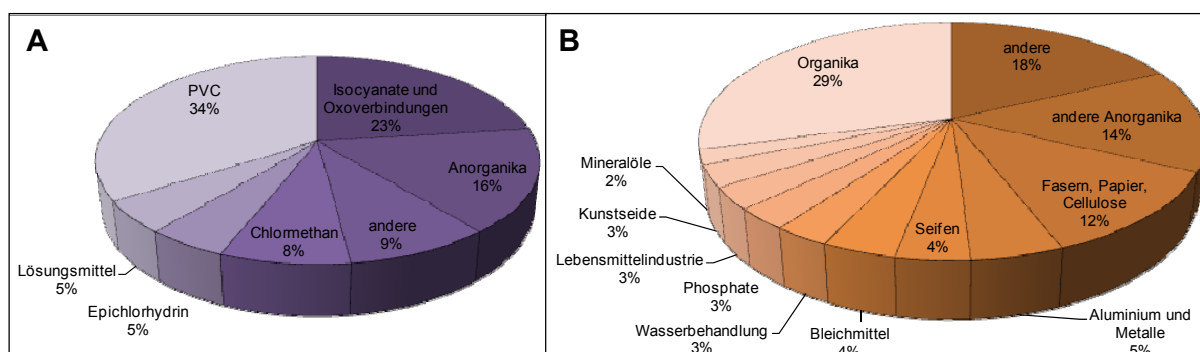 A
PVC
34%
Isocyanate und
Oxoverbindungen
23%
Anorganika
16%
andere
9%
Chlormethan
8%
Epichlorhydrin
5%
Lösungsmittel
5%
B
Organika
29%
andere
18%
andere Anorganika
14%
Fasern, Papier,
Cellulose
12%
Aluminium und
Metalle
5%
Seifen
4%
Bleichmittel
4%
Wasserbehandlung
3%
Phosphate
3%
Lebensmittelindustrie
3%
Kunstseide
3%
Mineralöle
2%